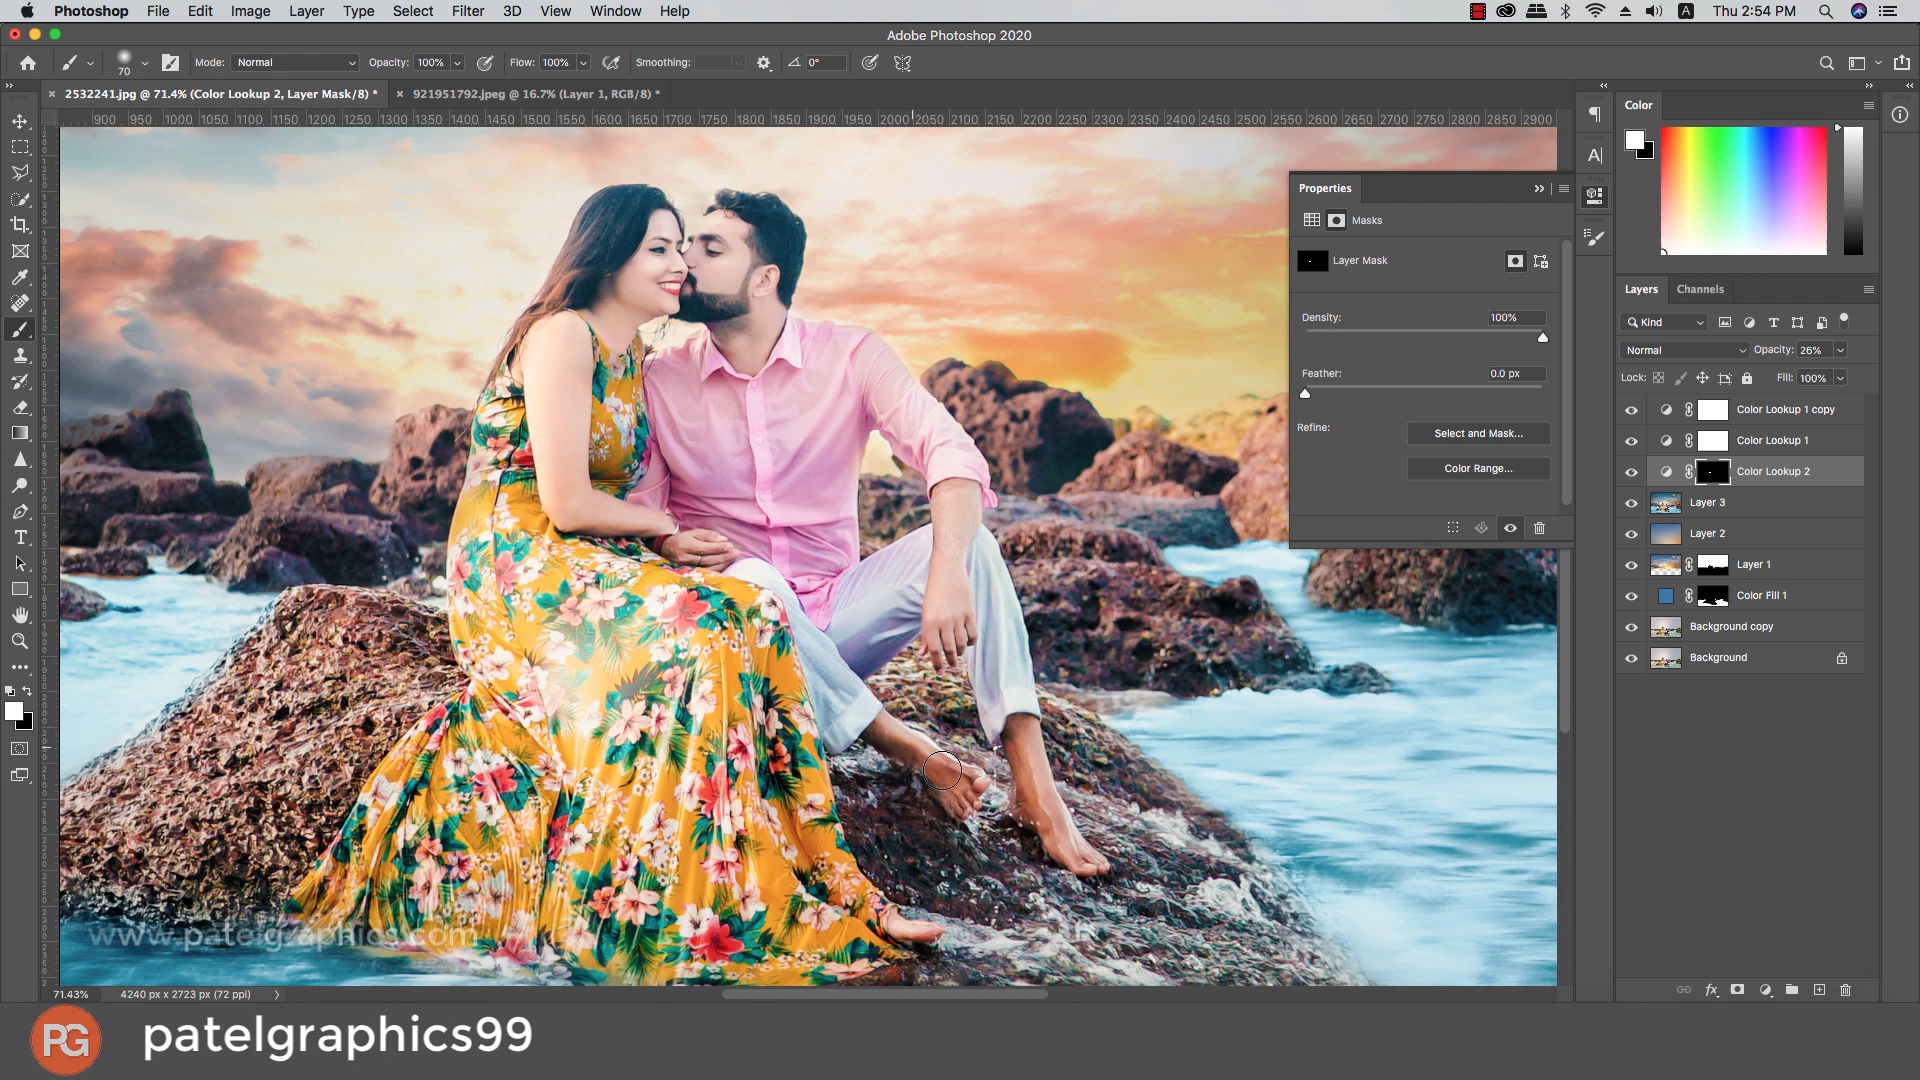 Photoshop File Edit Image Layer Type Select Filter 3D View Window Help
A Thu 2:54 PM
Adobe Photoshop 2020
70 Mode: Normal Opacity: 100% Flow: 100% Smoothing: 0°
2532241.jpg @ 71.4% (Color Lookup 2, Layer Mask/8) *
921951792.jpeg @ 16.7% (Layer 1, RGB/8) *
900 950 1000 1050 1100 1150 1200 1250 1300 1350 1400 1450 1500 1550 1600 1650 1700 1750 1800 1850 1900 1950 2000 2050 2100 2150 2200 2250 2300 2350 2400 2450 2500 2550 2600 2650 2700 2750 2800 2850 2900
Properties
Masks
Layer Mask
Density: 100%
Feather: 0.0 px
Refine: Select and Mask...
Color Range...
Color
Layers Channels
Kind
Normal Opacity: 26%
Lock: Fill: 100%
Color Lookup 1 copy
Color Lookup 1
Color Lookup 2
Layer 3
Layer 2
Layer 1
Color Fill 1
Background copy
Background
www.patelgraphics.com
71.43% 4240 px x 2723 px (72 ppi)
PG patelgraphics99